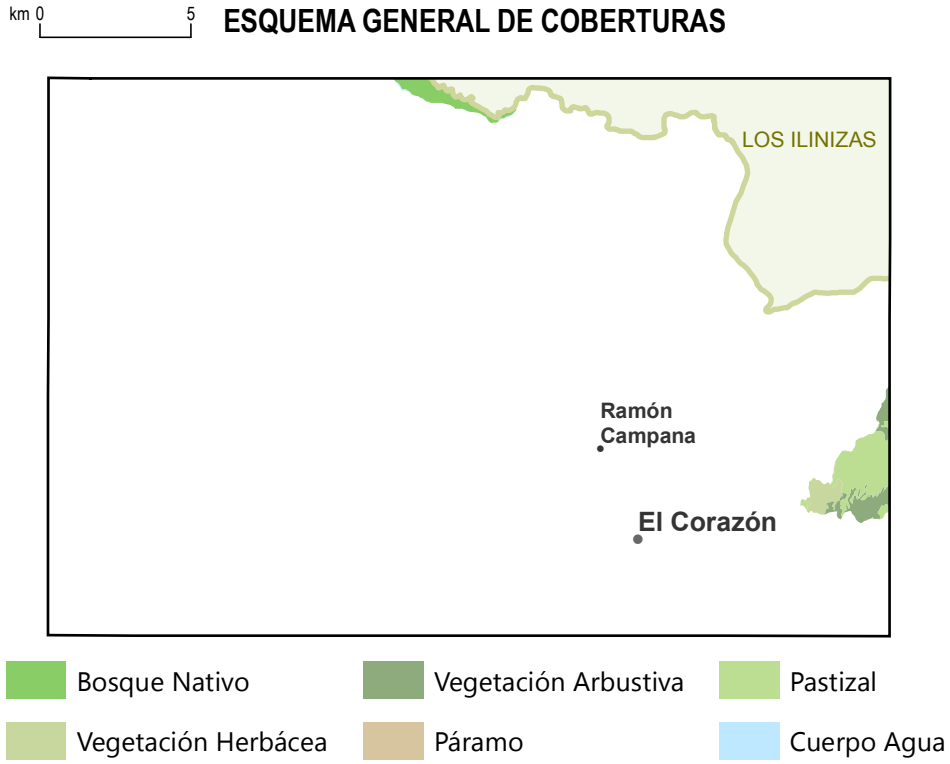 km 0 5
ESQUEMA GENERAL DE COBERTURAS
LOS ILINIZAS
Ramón
Campana
El Corazón
Bosque Nativo
Vegetación Arbustiva
Pastizal
Vegetación Herbácea
Páramo
Cuerpo Agua